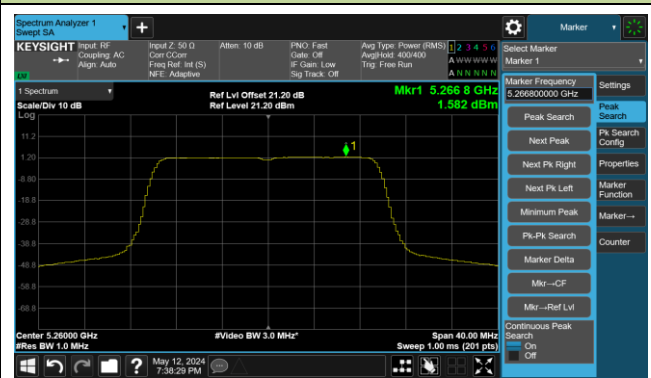 Spectrum Analyzer 1
Swept SA
Marker
KEYSIGHT
Input: RF
Coupling: AC
Align: Auto
Input Z: 50 Ω
Corr CCorr
Freq Ref: Int (S)
NFE: Adaptive
Atten: 10 dB
PNO: Fast
Gate: Off
IF Gain: Low
Sig Track: Off
Avg Type: Power (RMS)
Avg|Hold: 400/400
Trig: Free Run
1 2 3 4 5 6
A W W W W W
A N N N N N
LXI
Select Marker
Marker 1
1 Spectrum
Scale/Div 10 dB
Log
Ref Lvl Offset 21.20 dB
Ref Level 21.20 dBm
Mkr1 5.266 8 GHz
1.582 dBm
11.2
1.20
-8.80
-18.8
-28.8
-38.8
-48.8
-58.8
-68.8
1
Center 5.26000 GHz
#Res BW 1.0 MHz
#Video BW 3.0 MHz*
Span 40.00 MHz
Sweep 1.00 ms (201 pts)
Marker Frequency
5.266800000 GHz
Peak Search
Next Peak
Next Pk Right
Next Pk Left
Minimum Peak
Pk-Pk Search
Marker Delta
Mkr→CF
Mkr→Ref Lvl
Continuous Peak
Search
On
Off
Settings
Peak
Search
Pk Search
Config
Properties
Marker
Function
Marker→
Counter
May 12, 2024
7:38:29 PM